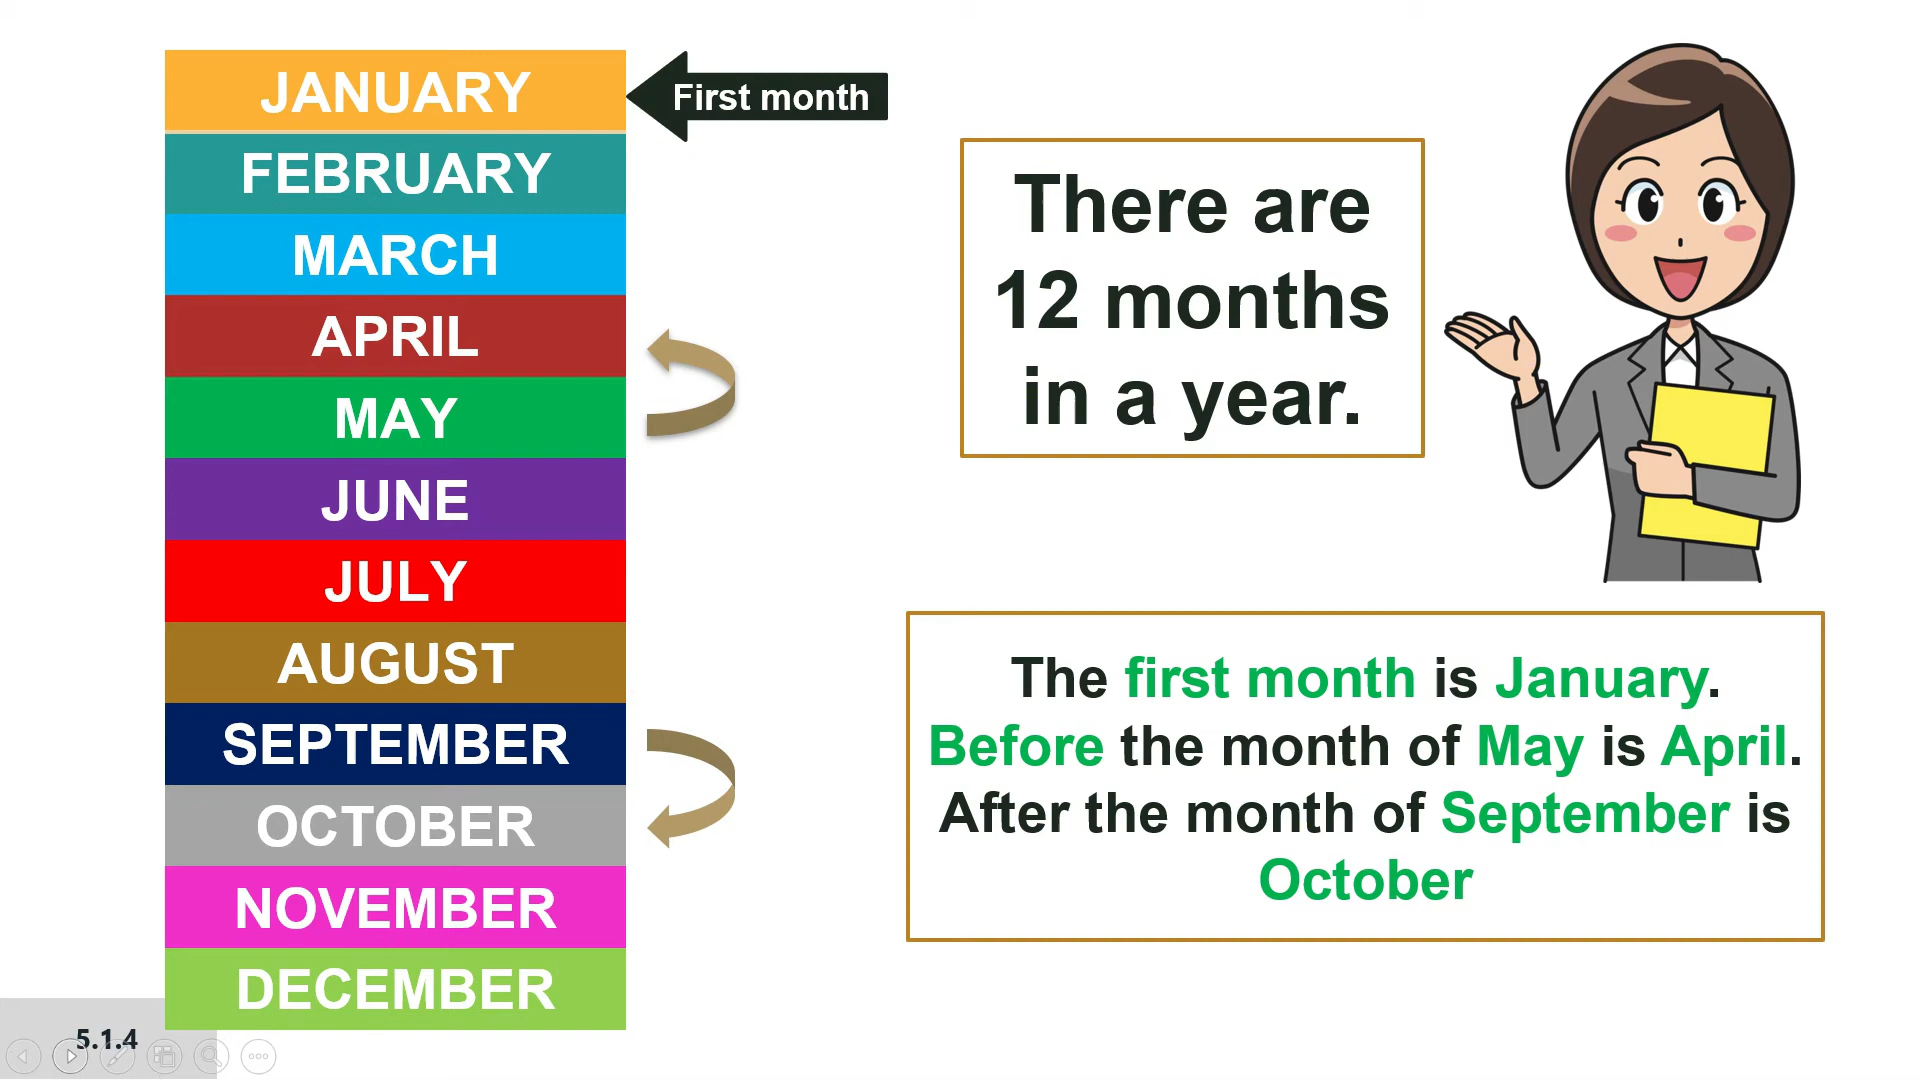 JANUARY
First month
FEBRUARY
MARCH
APRIL
MAY
JUNE
JULY
AUGUST
SEPTEMBER
OCTOBER
NOVEMBER
DECEMBER
There are
12 months
in a year.
The first month is January.
Before the month of May is April.
After the month of September is
October
5.1.4